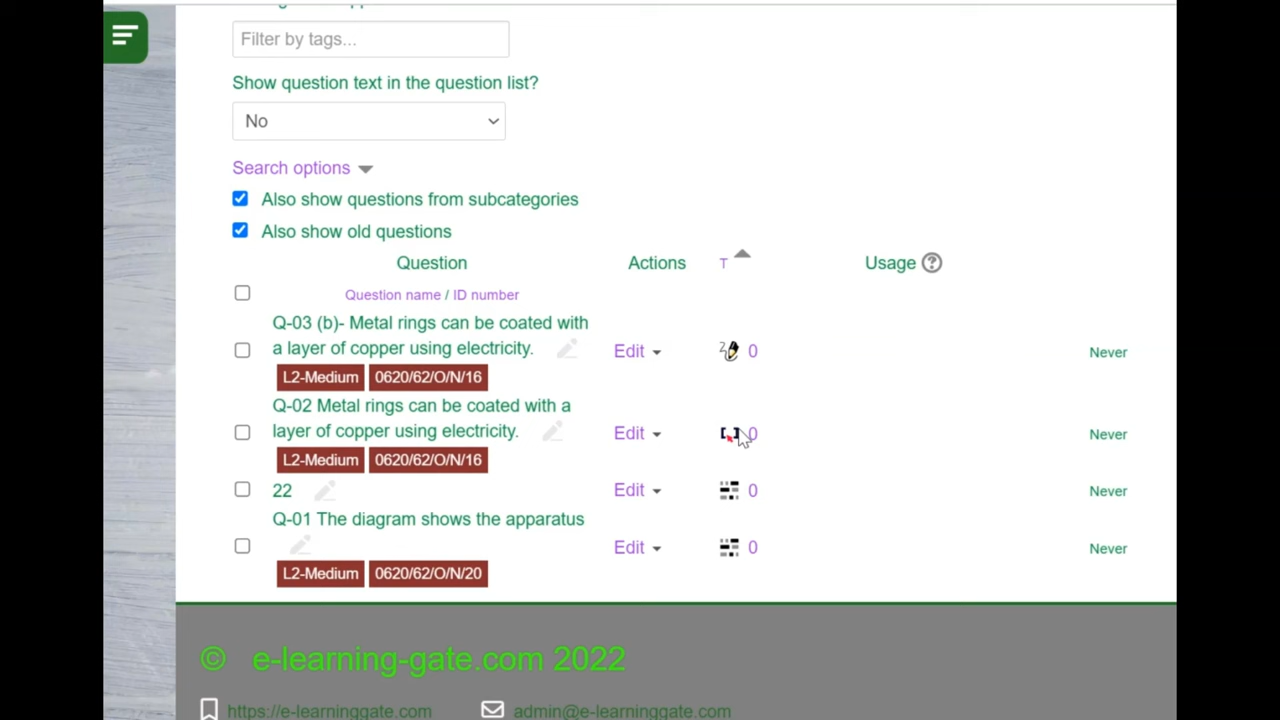 Filter by tags...
Show question text in the question list?
No
Search options
Also show questions from subcategories
Also show old questions
Question Actions T Usage
Question name / ID number
Q-03 (b)- Metal rings can be coated with
a layer of copper using electricity. Edit 0 Never
L2-Medium 0620/62/O/N/16
Q-02 Metal rings can be coated with a
layer of copper using electricity. Edit 0 Never
L2-Medium 0620/62/O/N/16
22 Edit 0 Never
Q-01 The diagram shows the apparatus
Edit 0 Never
L2-Medium 0620/62/O/N/20
© e-learning-gate.com 2022
https://e-learninggate.com admin@e-learninggate.com